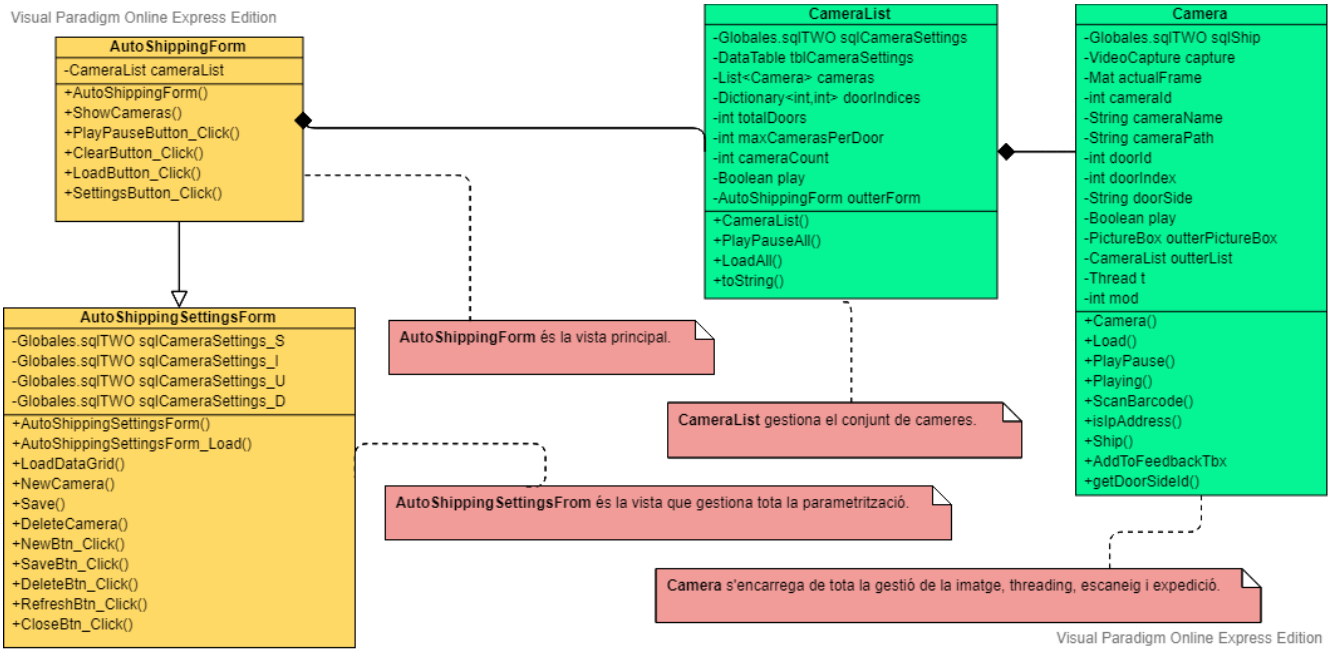 Visual Paradigm Online Express Edition
AutoShippingForm
-CameraList cameraList
+AutoShippingForm()
+ShowCameras()
+PlayPauseButton_Click()
+ClearButton_Click()
+LoadButton_Click()
+SettingsButton_Click()
CameraList
-Globales.sqlTWO sqlCameraSettings
-DataTable tblCameraSettings
-List<Camera> cameras
-Dictionary<int,int> doorIndices
-int totalDoors
-int maxCamerasPerDoor
-int cameraCount
-Boolean play
-AutoShippingForm outterForm
+CameraList()
+PlayPauseAll()
+LoadAll()
+toString()
Camera
-Globales.sqlTWO sqlShip
-VideoCapture capture
-Mat actualFrame
-int cameraId
-String cameraName
-String cameraPath
-int doorId
-int doorIndex
-String doorSide
-Boolean play
-PictureBox outterPictureBox
-CameraList outterList
-Thread t
-int mod
+Camera()
+Load()
+PlayPause()
+Playing()
+ScanBarcode()
+isIpAddress()
+Ship()
+AddToFeedbackTbx
+getDoorSideId()
AutoShippingSettingsForm
-Globales.sqlTWO sqlCameraSettings_S
-Globales.sqlTWO sqlCameraSettings_I
-Globales.sqlTWO sqlCameraSettings_U
-Globales.sqlTWO sqlCameraSettings_D
+AutoShippingSettingsForm()
+AutoShippingSettingsForm_Load()
+LoadDataGrid()
+NewCamera()
+Save()
+DeleteCamera()
+NewBtn_Click()
+SaveBtn_Click()
+DeleteBtn_Click()
+RefreshBtn_Click()
+CloseBtn_Click()
AutoShippingForm és la vista principal.
CameraList gestiona el conjunt de cameres.
AutoShippingSettingsFrom és la vista que gestiona tota la parametrització.
Camera s'encarrega de tota la gestió de la imatge, threading, escaneig i expedició.
Visual Paradigm Online Express Edition